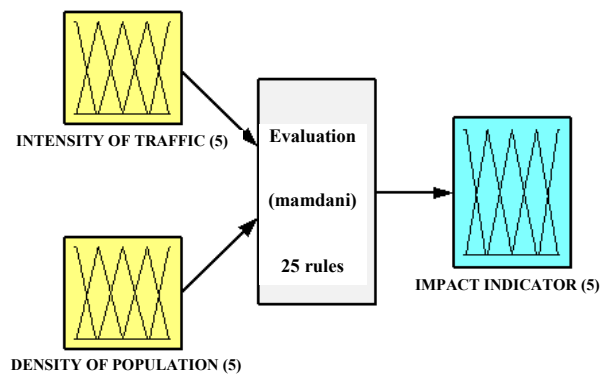 INTENSITY OF TRAFFIC (5)
Evaluation
(mamdani)
25 rules
IMPACT INDICATOR (5)
DENSITY OF POPULATION (5)